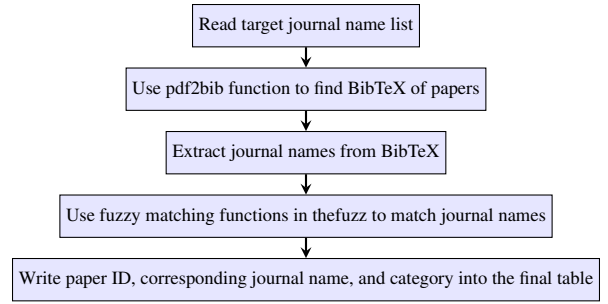 Read target journal name list
Use pdf2bib function to find BibTeX of papers
Extract journal names from BibTeX
Use fuzzy matching functions in thefuzz to match journal names
Write paper ID, corresponding journal name, and category into the final table